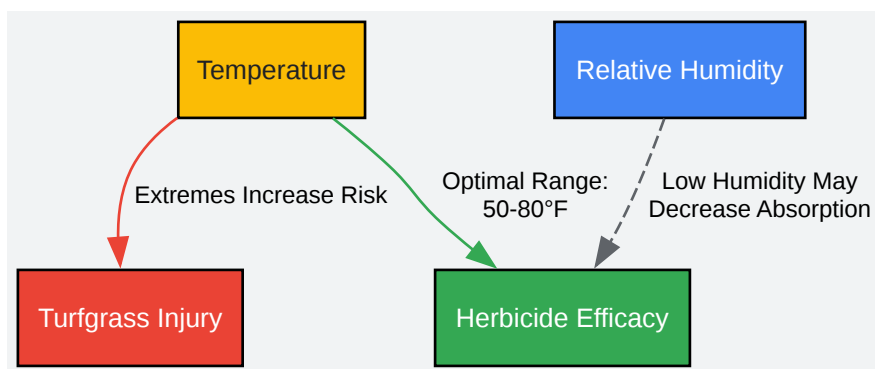 Temperature
Relative Humidity
Extremes Increase Risk
Optimal Range:
50-80°F
Low Humidity May
Decrease Absorption
Turfgrass Injury
Herbicide Efficacy